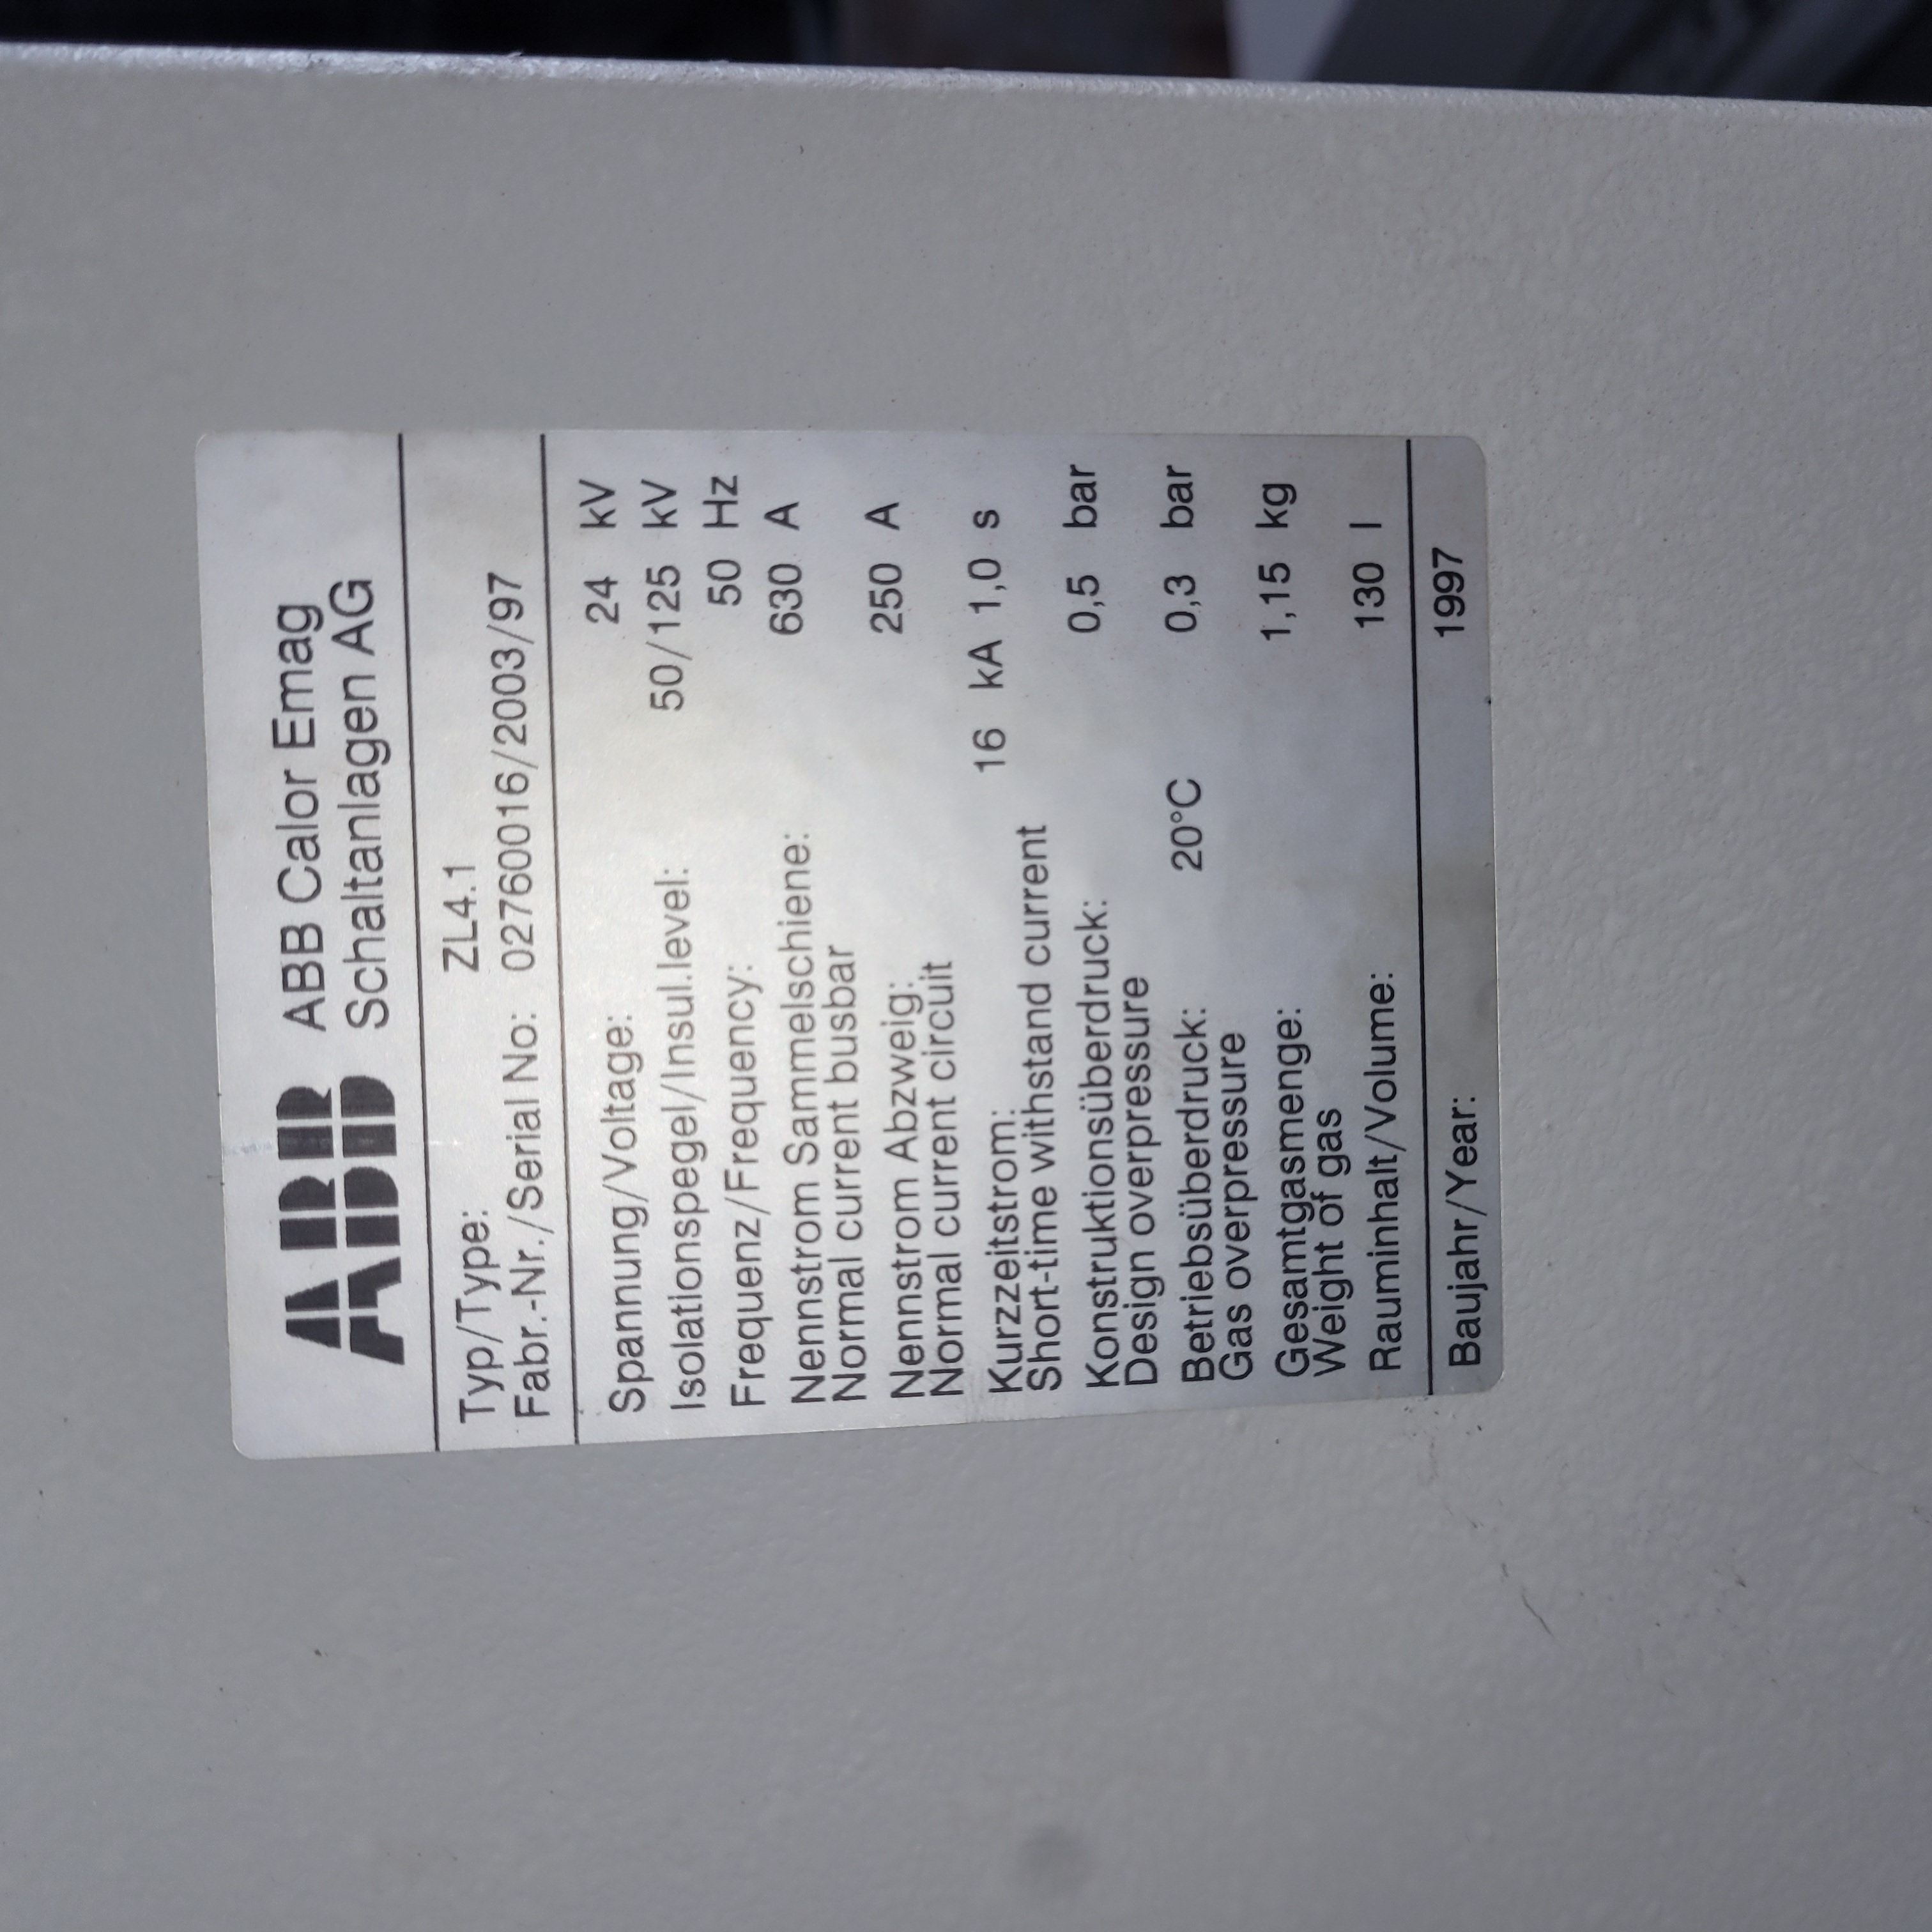 ABB ABB Calor Emag
Schaltanlagen AG
Typ/Type: ZL4.1
Fabr.-Nr./Serial No: 02760016/2003/97
Spannung/Voltage: 24 kV
Isolationspegel/Insul.level: 50/125 kV
Frequenz/Frequency: 50 Hz
Nennstrom Sammelschiene: 630 A
Normal current busbar
Nennstrom Abzweig: 250 A
Normal current circuit
Kurzzeitstrom: 16 kA 1,0 s
Short-time withstand current
Konstruktionsüberdruck: 0,5 bar
Design overpressure
Betriebsüberdruck: 20°C 0,3 bar
Gas overpressure
Gesamtgasmenge: 1,15 kg
Weight of gas
Rauminhalt/Volume: 130 l
Baujahr/Year: 1997